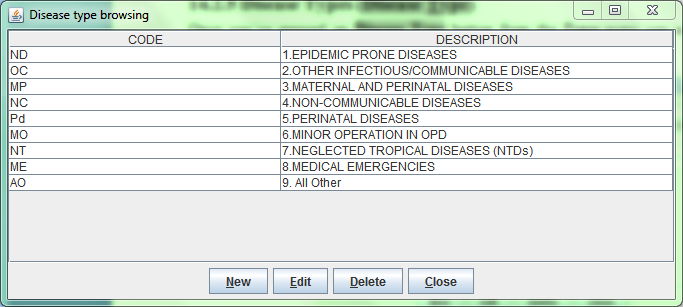 Disease type browsing
CODE DESCRIPTION
ND 1.EPIDEMIC PRONE DISEASES
OC 2.OTHER INFECTIOUS/COMMUNICABLE DISEASES
MP 3.MATERNAL AND PERINATAL DISEASES
NC 4.NON-COMMUNICABLE DISEASES
Pd 5.PERINATAL DISEASES
MO 6.MINOR OPERATION IN OPD
NT 7.NEGLECTED TROPICAL DISEASES (NTDs)
ME 8.MEDICAL EMERGENCIES
AO 9. All Other
New Edit Delete Close